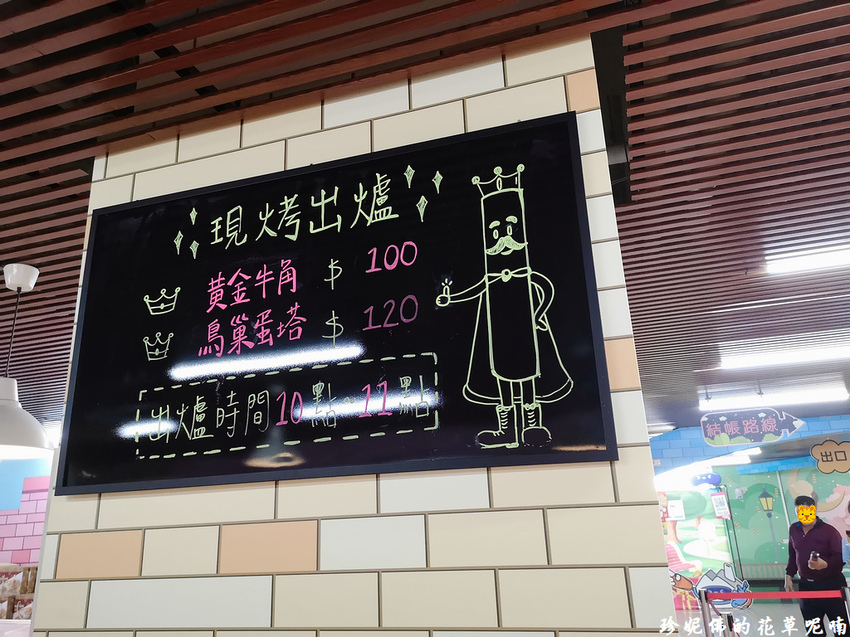 現烤出爐
黃金牛角 $ 100
鳥巢蛋塔 $ 120
出爐時間10點~11點
結帳路線
出口
珍妮佛的花草呢喃